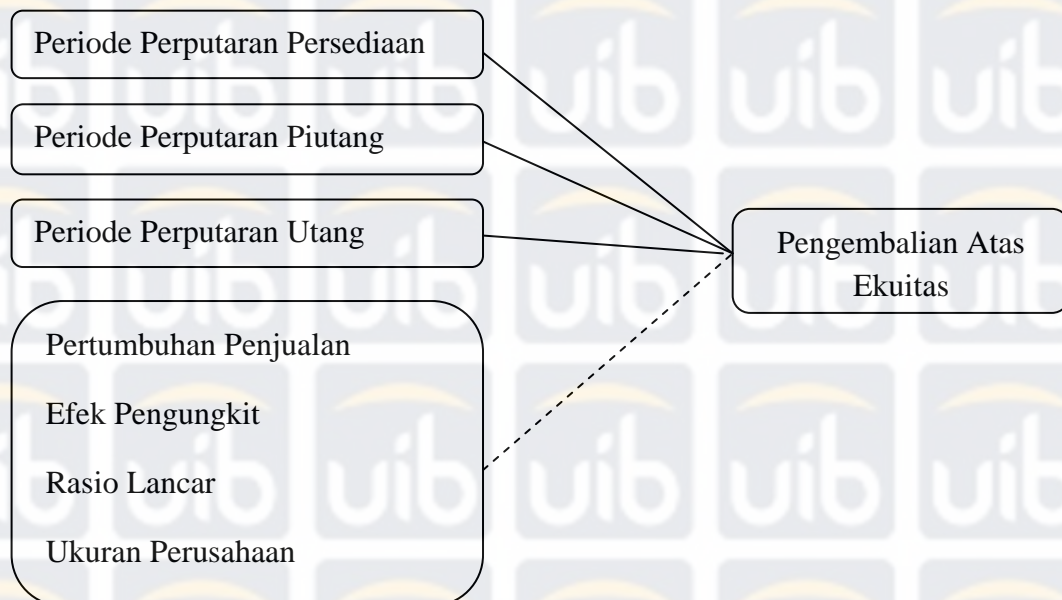 Periode Perputaran Persediaan
Periode Perputaran Piutang
Periode Perputaran Utang
Pengembalian Atas
Ekuitas
Pertumbuhan Penjualan
Efek Pengungkit
Rasio Lancar
Ukuran Perusahaan
uib